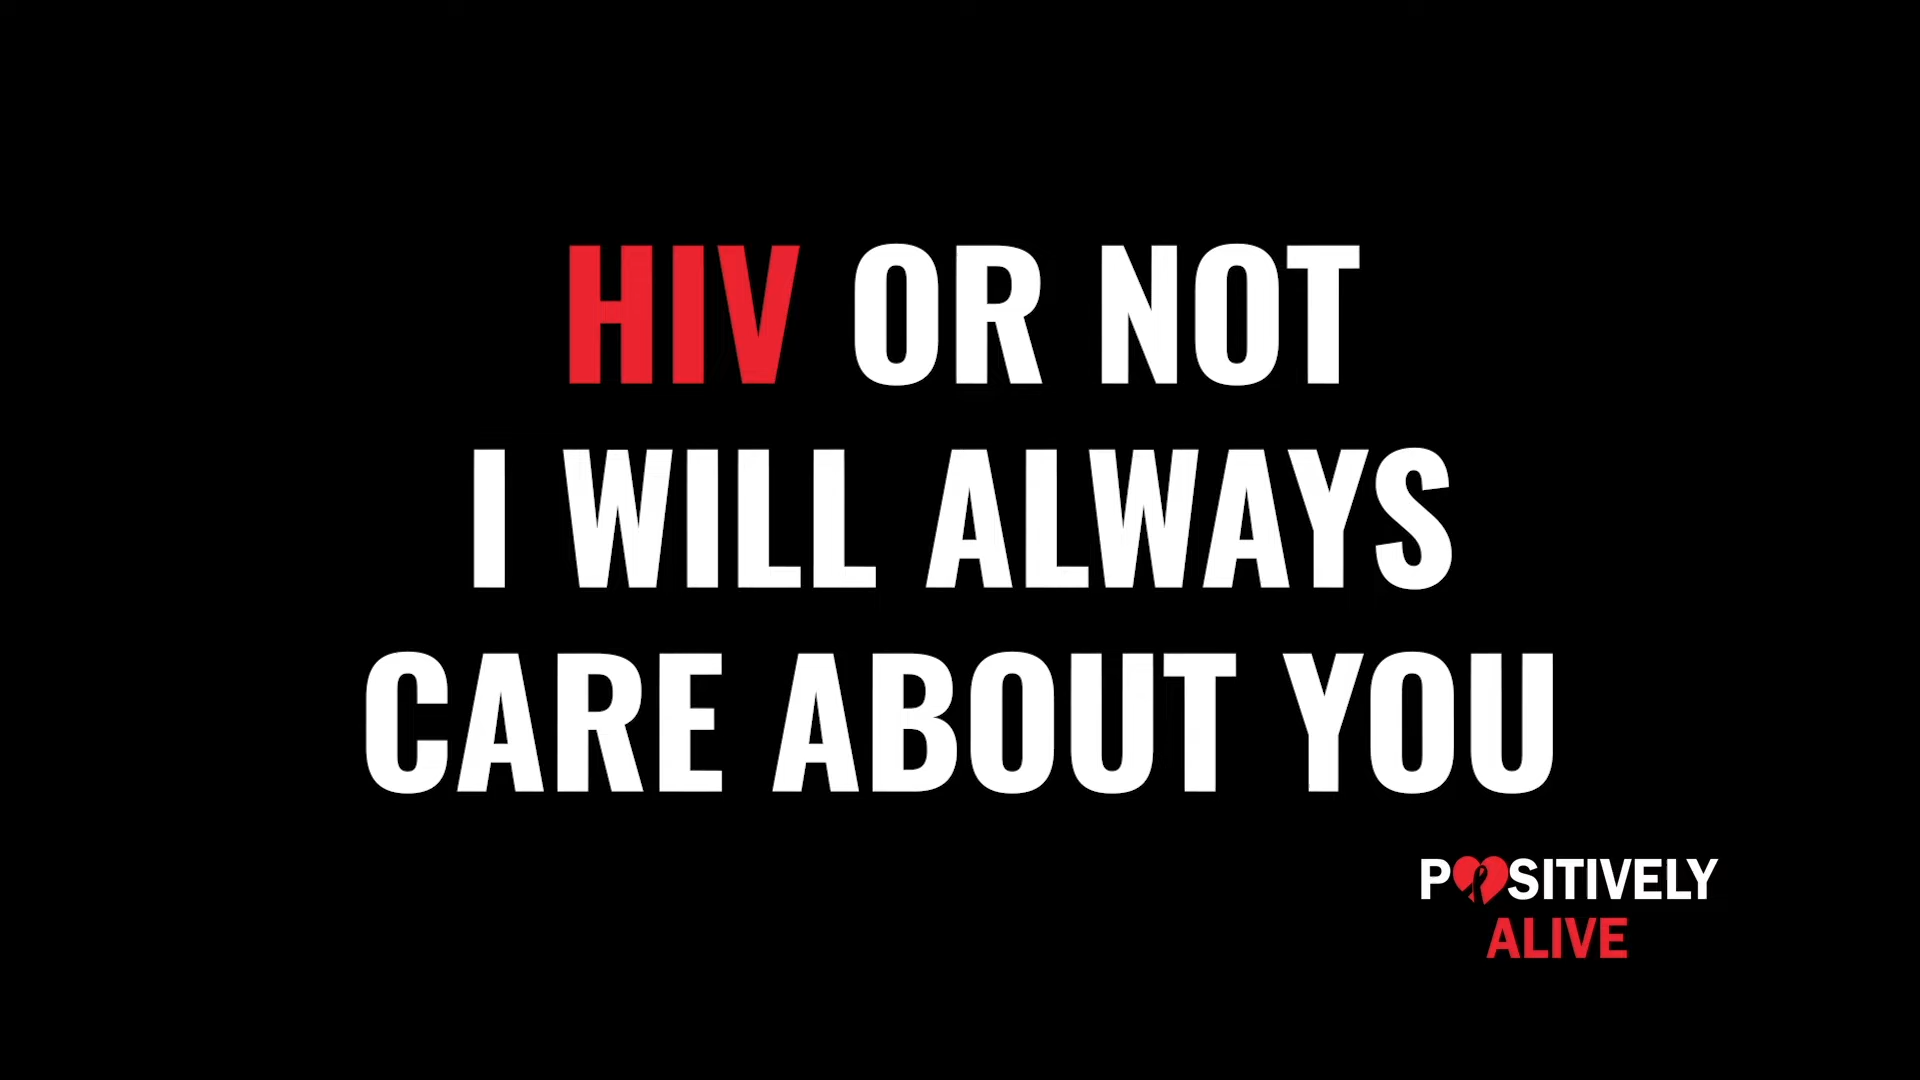 HIV OR NOT
I WILL ALWAYS
CARE ABOUT YOU
POSITIVELY
ALIVE